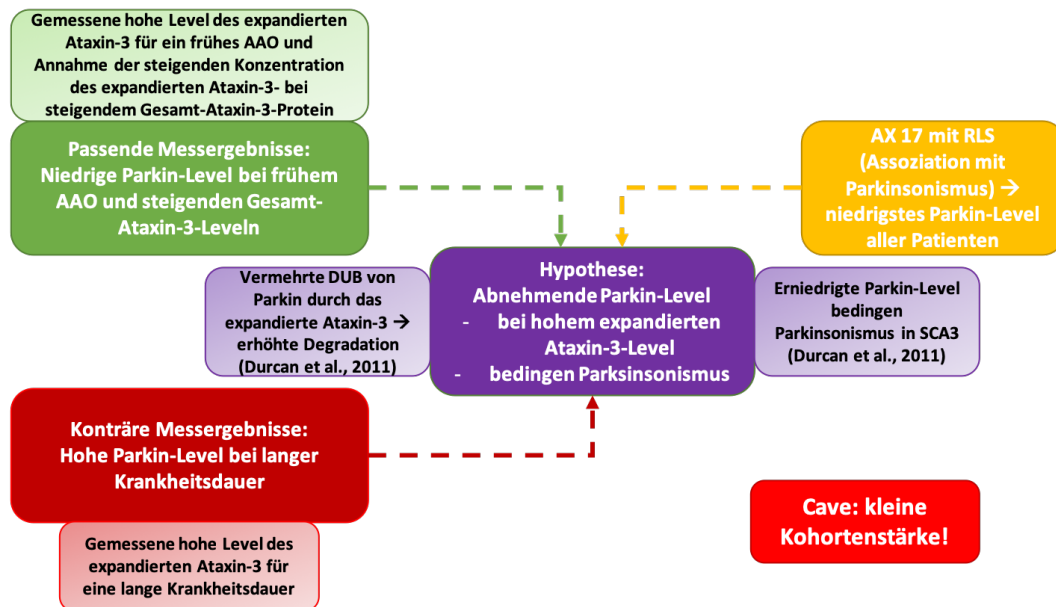 Gemessene hohe Level des expandierten
Ataxin-3 für ein frühes AAO und
Annahme der steigenden Konzentration
des expandierten Ataxin-3- bei
steigendem Gesamt-Ataxin-3-Protein
Passende Messergebnisse:
Niedrige Parkin-Level bei frühem
AAO und steigenden Gesamt-
Ataxin-3-Leveln
AX 17 mit RLS
(Assoziation mit
Parkinsonismus) →
niedrigstes Parkin-Level
aller Patienten
Vermehrte DUB von
Parkin durch das
expandierte Ataxin-3 →
erhöhte Degradation
(Durcan et al., 2011)
Hypothese:
Abnehmende Parkin-Level
- bei hohem expandierten
Ataxin-3-Level
- bedingen Parksinsonismus
Erniedrigte Parkin-Level
bedingen
Parkinsonismus in SCA3
(Durcan et al., 2011)
Konträre Messergebnisse:
Hohe Parkin-Level bei langer
Krankheitsdauer
Gemessene hohe Level des
expandierten Ataxin-3 für
eine lange Krankheitsdauer
Cave: kleine
Kohortenstärke!